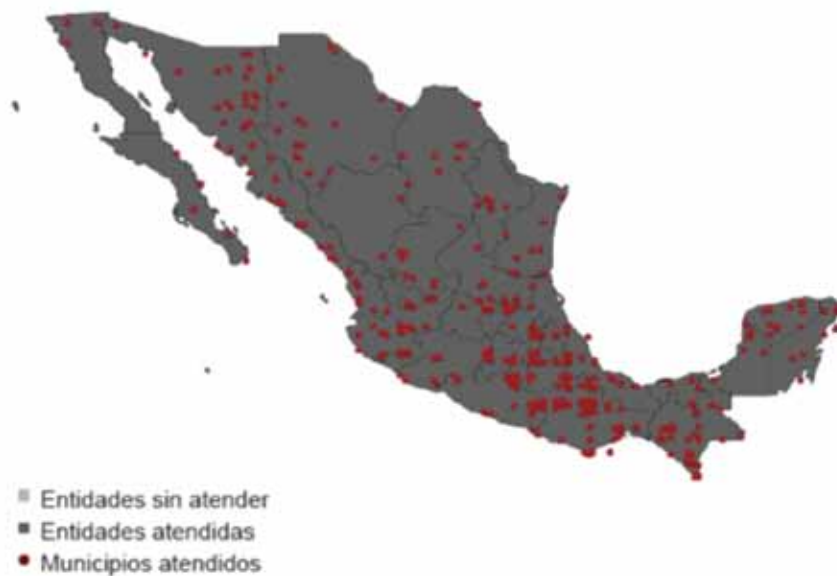 Entidades sin atender
Entidades atendidas
Municipios atendidos